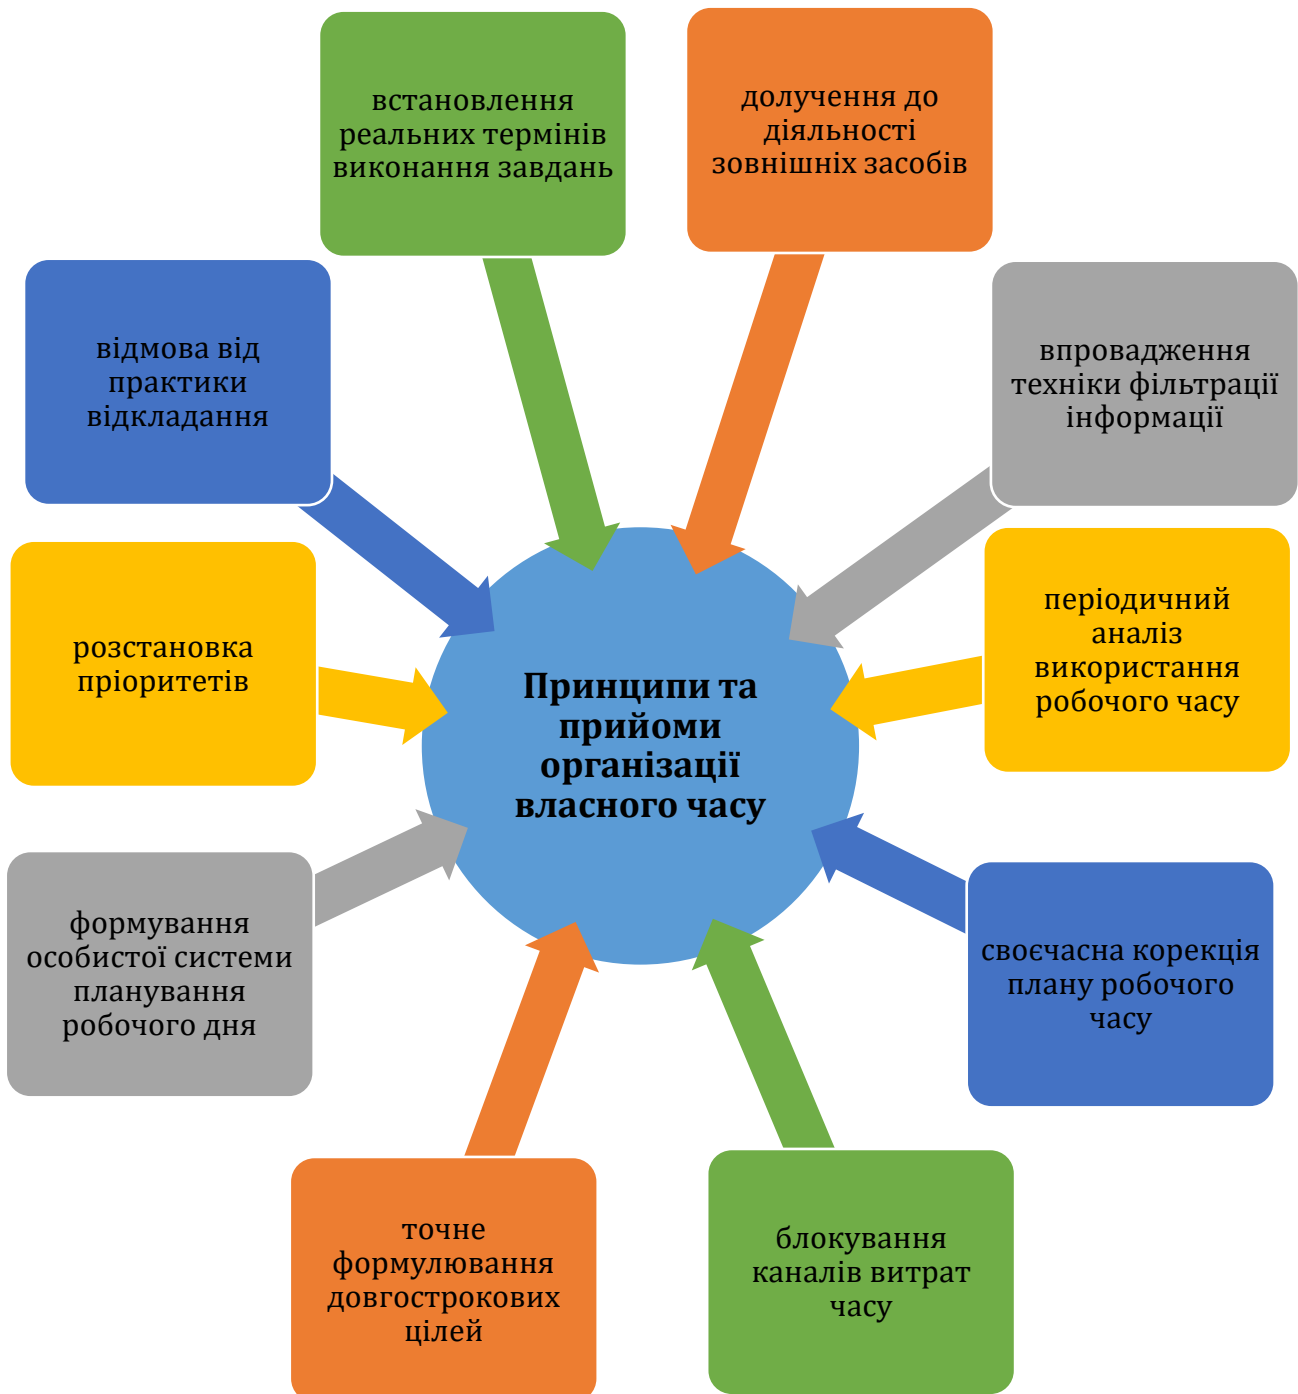 встановлення
реальних термінів
виконання завдань
долучення до
діяльності
зовнішніх засобів
відмова від
практики
відкладання
впровадження
техніки фільтрації
інформації
розстановка
пріоритетів
періодичний
аналіз
використання
робочого часу
Принципи та
прийоми
організації
власного часу
формування
особистої системи
планування
робочого дня
своєчасна корекція
плану робочого
часу
точне
формулювання
довгострокових
цілей
блокування
каналів витрат
часу